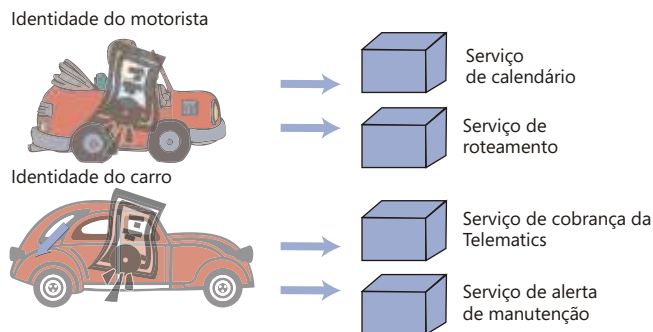 Identidade do motorista
Serviço
de calendário
Serviço de
roteamento
Identidade do carro
Serviço de cobrança da
Telematics
Serviço de alerta
de manutenção